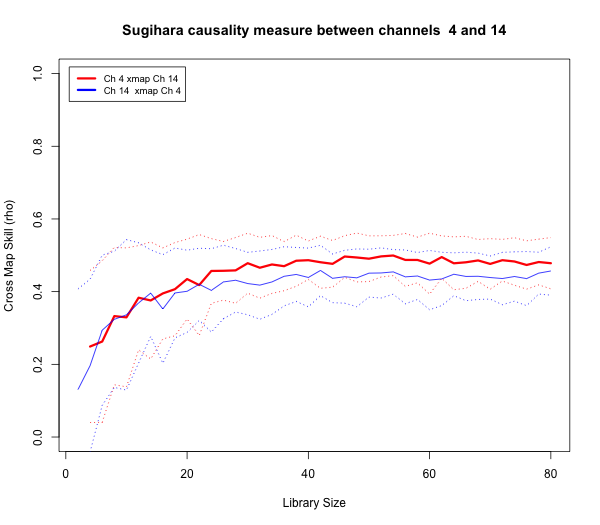 Sugihara causality measure between channels  4 and 14
Ch 4 xmap Ch 14
Ch 14  xmap Ch 4
Cross Map Skill (rho)
1.0
0.8
0.6
0.4
0.2
0.0
0 20 40 60 80
Library Size